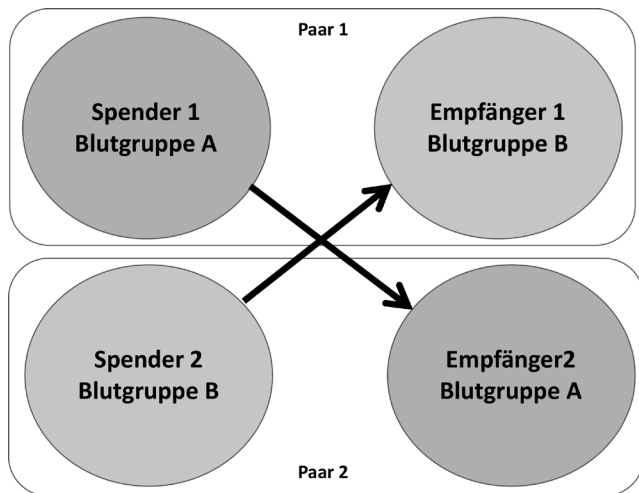 Paar 1
Spender 1
Blutgruppe A
Empfänger 1
Blutgruppe B
Spender 2
Blutgruppe B
Empfänger2
Blutgruppe A
Paar 2